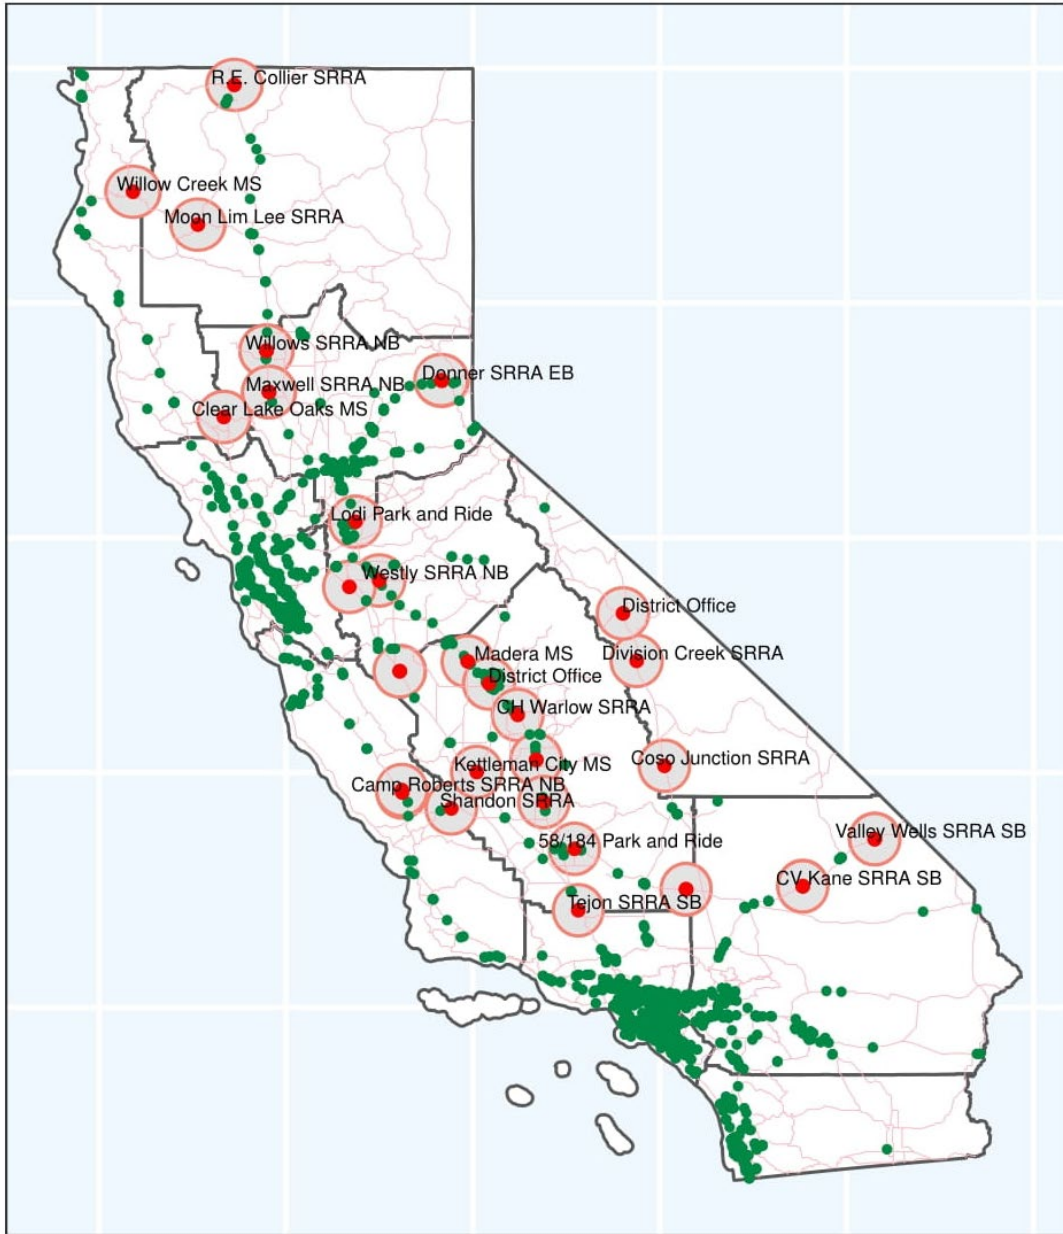 R.E. Collier SRRA
Willow Creek MS
Moon Lim Lee SRRA
Willows SRRA NB
Donner SRRA EB
Maxwell SRRA NB
Clear Lake Oaks MS
Lodi Park and Ride
Westly SRRA NB
District Office
Madera MS
Division Creek SRRA
District Office
CH Warlow SRRA
Coso Junction SRRA
Kettleman City MS
Camp Roberts SRRA NB
Shandon SRRA
Valley Wells SRRA SB
58/184 Park and Ride
CV Kane SRRA SB
Tejon SRRA SB